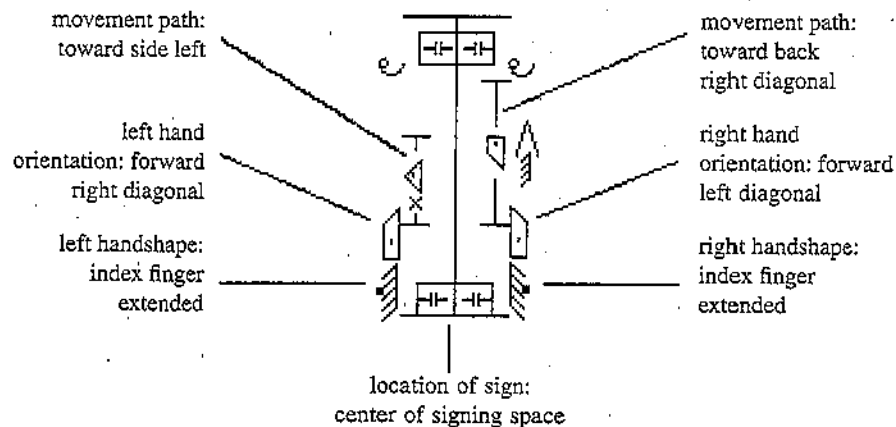 movement path:
toward side left
left hand
orientation: forward
right diagonal
left handshape:
index finger
extended
movement path:
toward back
right diagonal
right hand
orientation: forward
left diagonal
right handshape:
index finger
extended
location of sign:
center of signing space